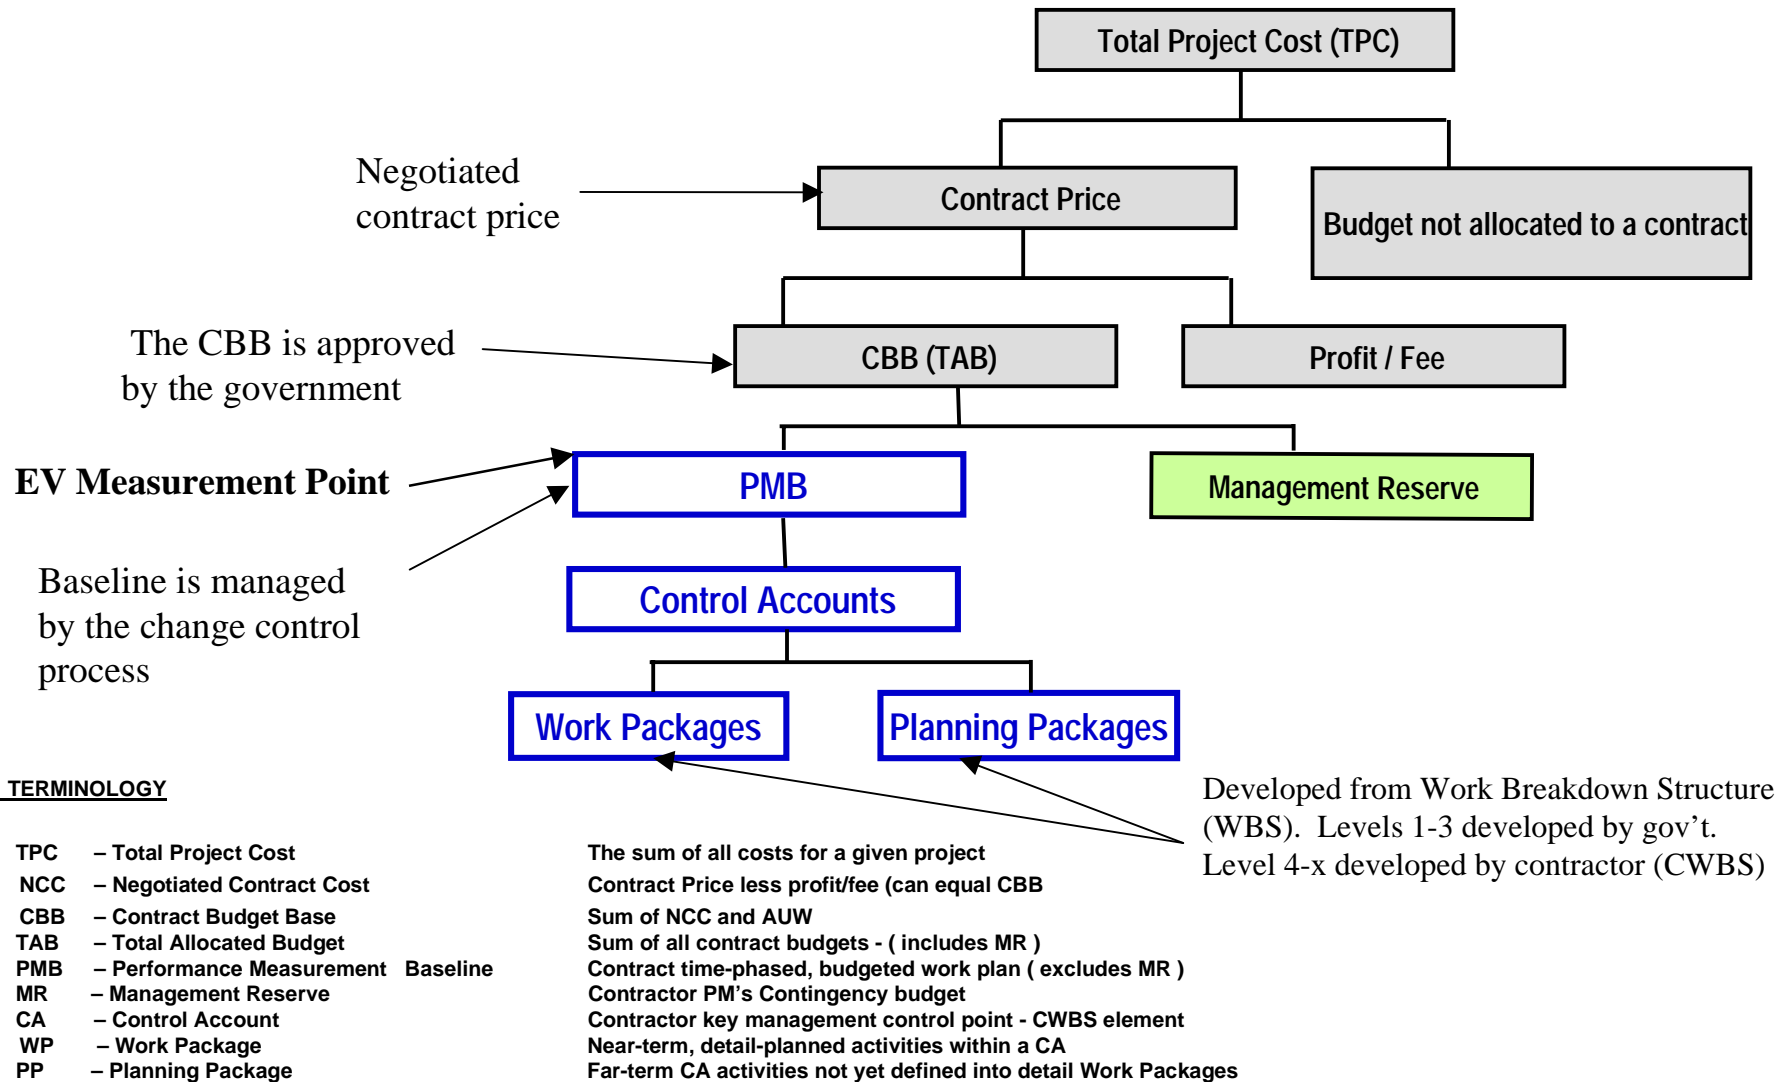 Total Project Cost (TPC)
Negotiated
contract price
Contract Price
Budget not allocated to a contract
The CBB is approved
by the government
CBB (TAB)
Profit / Fee
EV Measurement Point
PMB
Management Reserve
Baseline is managed
by the change control
process
Control Accounts
Work Packages
Planning Packages
Developed from Work Breakdown Structure
(WBS).  Levels 1-3 developed by gov’t.
Level 4-x developed by contractor (CWBS)
TERMINOLOGY
TPC – Total Project Cost The sum of all costs for a given project
NCC – Negotiated Contract Cost Contract Price less profit/fee (can equal CBB
CBB – Contract Budget Base Sum of NCC and AUW
TAB – Total Allocated Budget Sum of all contract budgets - ( includes MR )
PMB – Performance Measurement Baseline Contract time-phased, budgeted work plan ( excludes MR )
MR – Management Reserve Contractor PM’s Contingency budget
CA – Control Account Contractor key management control point - CWBS element
WP – Work Package Near-term, detail-planned activities within a CA
PP – Planning Package Far-term CA activities not yet defined into detail Work Packages